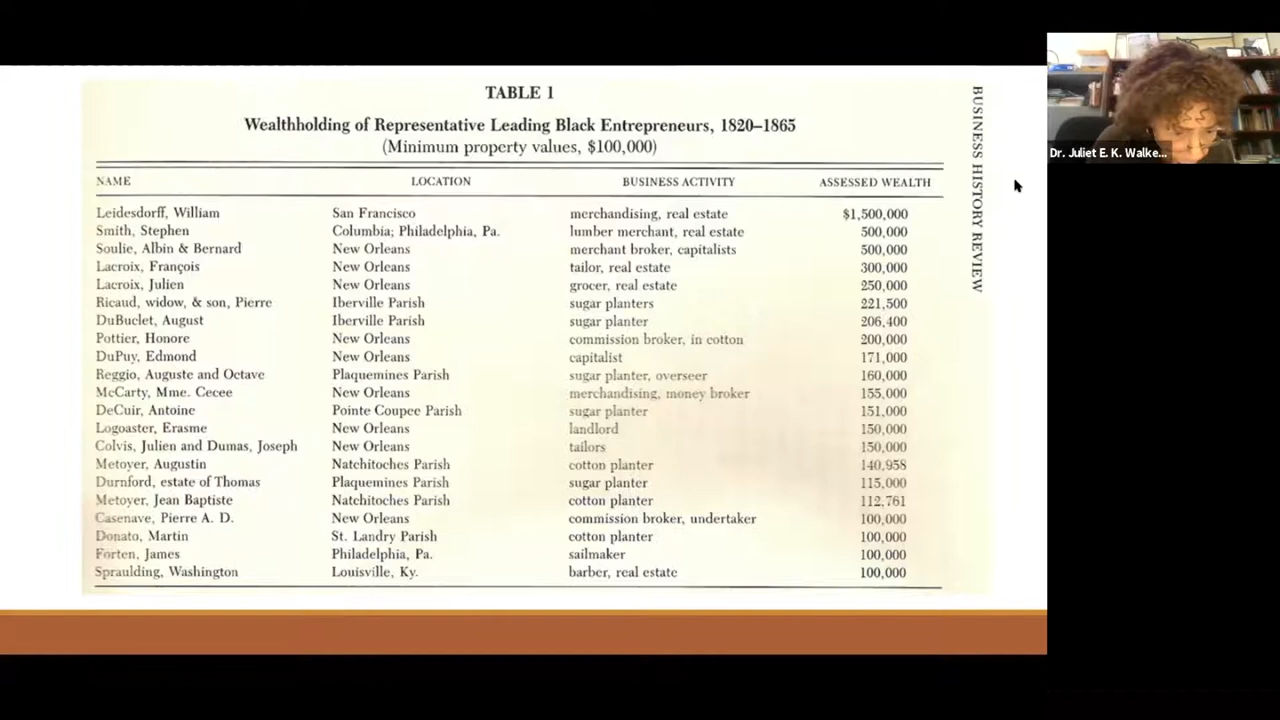 TABLE 1
Wealthholding of Representative Leading Black Entrepreneurs, 1820–1865
(Minimum property values, $100,000)
NAME LOCATION BUSINESS ACTIVITY ASSESSED WEALTH
Leidesdorff, William San Francisco merchandising, real estate $1,500,000
Smith, Stephen Columbia; Philadelphia, Pa. lumber merchant, real estate 500,000
Soulie, Albin & Bernard New Orleans merchant broker, capitalists 500,000
Lacroix, François New Orleans tailor, real estate 300,000
Lacroix, Julien New Orleans grocer, real estate 250,000
Ricaud, widow, & son, Pierre Iberville Parish sugar planters 221,500
DuBuclet, August Iberville Parish sugar planter 206,400
Pottier, Honore New Orleans commission broker, in cotton 200,000
DuPuy, Edmond New Orleans capitalist 171,000
Reggio, Auguste and Octave Plaquemines Parish sugar planter, overseer 160,000
McCarty, Mme. Cecee New Orleans merchandising, money broker 155,000
DeCuir, Antoine Pointe Coupee Parish sugar planter 151,000
Logoaster, Erasme New Orleans landlord 150,000
Colvis, Julien and Dumas, Joseph New Orleans tailors 150,000
Metoyer, Augustin Natchitoches Parish cotton planter 140,958
Durnford, estate of Thomas Plaquemines Parish sugar planter 115,000
Metoyer, Jean Baptiste Natchitoches Parish cotton planter 112,761
Casenave, Pierre A. D. New Orleans commission broker, undertaker 100,000
Donato, Martin St. Landry Parish cotton planter 100,000
Forten, James Philadelphia, Pa. sailmaker 100,000
Spraulding, Washington Louisville, Ky. barber, real estate 100,000
BUSINESS HISTORY REVIEW
Dr. Juliet E. K. Walke...